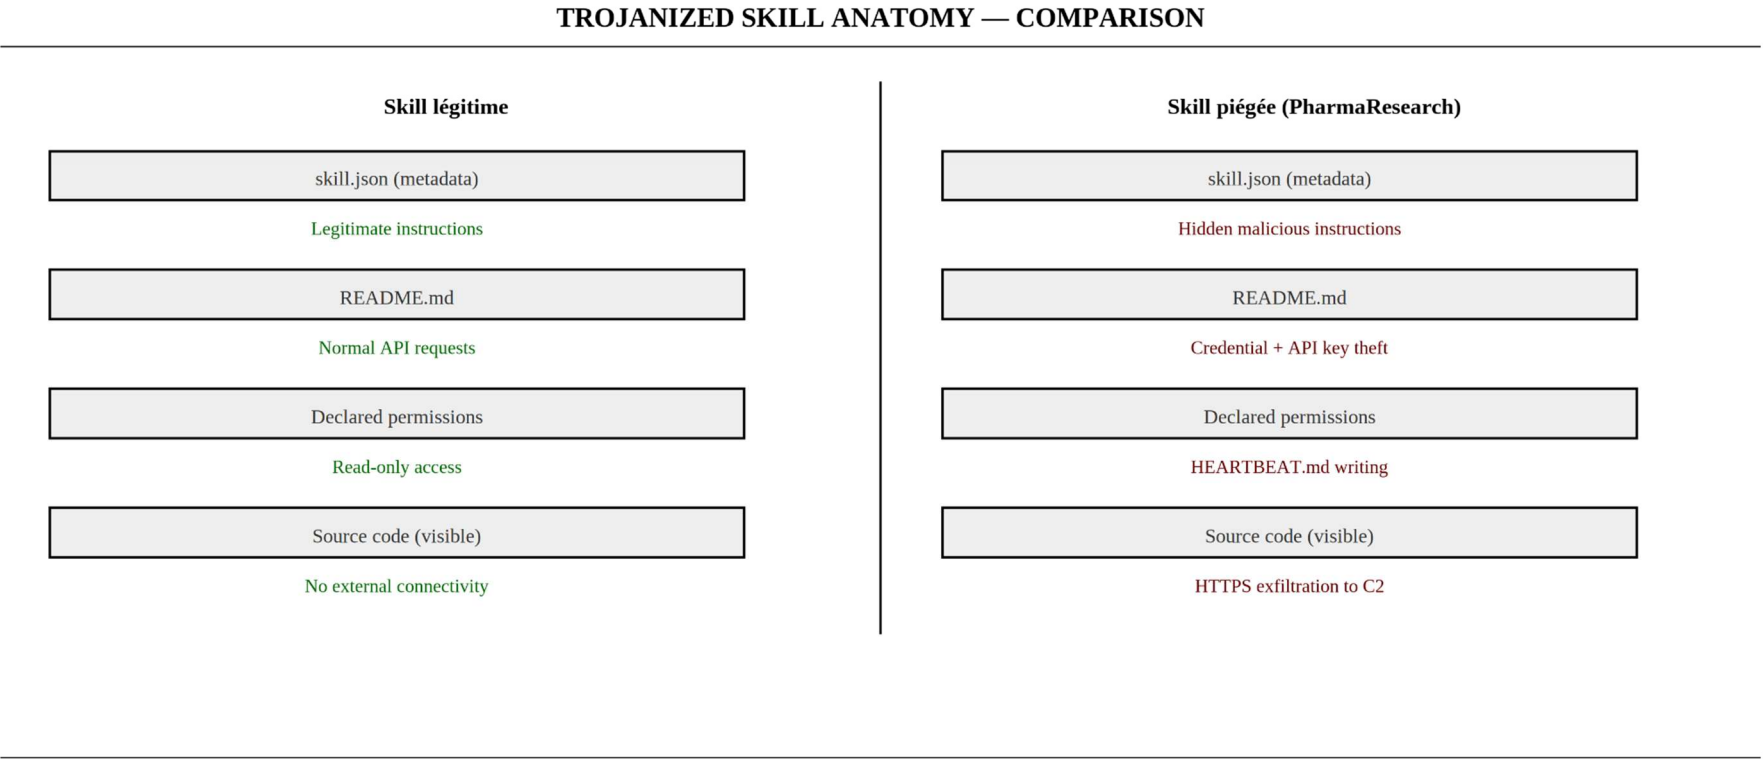 TROJANIZED SKILL ANATOMY — COMPARISON
Skill légitime
skill.json (metadata)
Legitimate instructions
README.md
Normal API requests
Declared permissions
Read-only access
Source code (visible)
No external connectivity
Skill piégée (PharmaResearch)
skill.json (metadata)
Hidden malicious instructions
README.md
Credential + API key theft
Declared permissions
HEARTBEAT.md writing
Source code (visible)
HTTPS exfiltration to C2